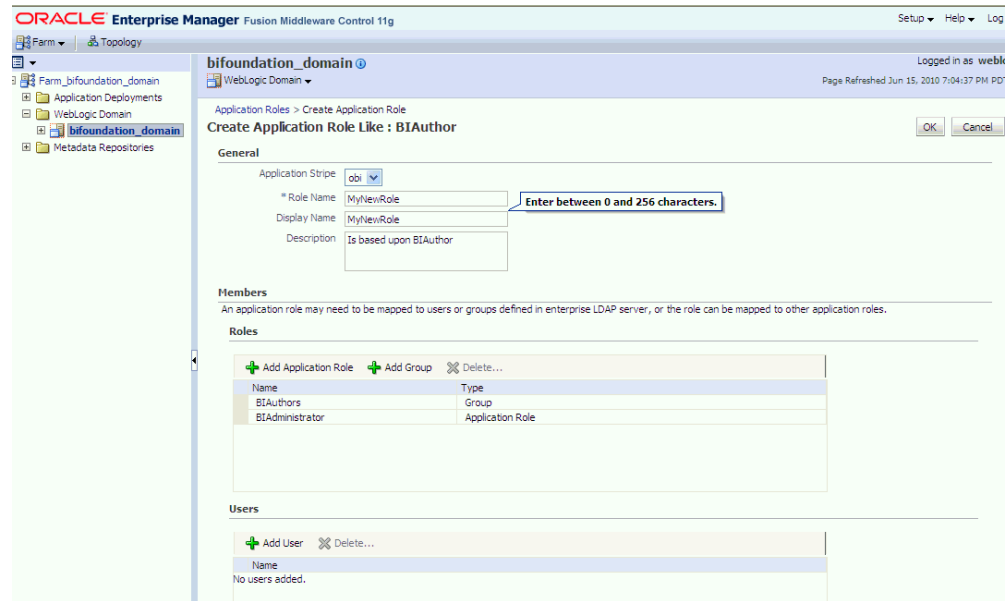 ORACLE Enterprise Manager Fusion Middleware Control 11g
Setup Help Log
Farm Topology
bifoundation_domain
Logged in as weblo
Farm_bifoundation_domain
WebLogic Domain
Page Refreshed Jun 15, 2010 7:04:37 PM PDT
Application Deployments
WebLogic Domain
bifoundation_domain
Metadata Repositories
Application Roles > Create Application Role
Create Application Role Like : BIAuthor
OK Cancel
General
Application Stripe obi
* Role Name MyNewRole
Enter between 0 and 256 characters.
Display Name MyNewRole
Description Is based upon BIAuthor
Members
An application role may need to be mapped to users or groups defined in enterprise LDAP server, or the role can be mapped to other application roles.
Roles
Add Application Role Add Group Delete...
Name Type
BIAuthors Group
BIAdministrator Application Role
Users
Add User Delete...
Name
No users added.